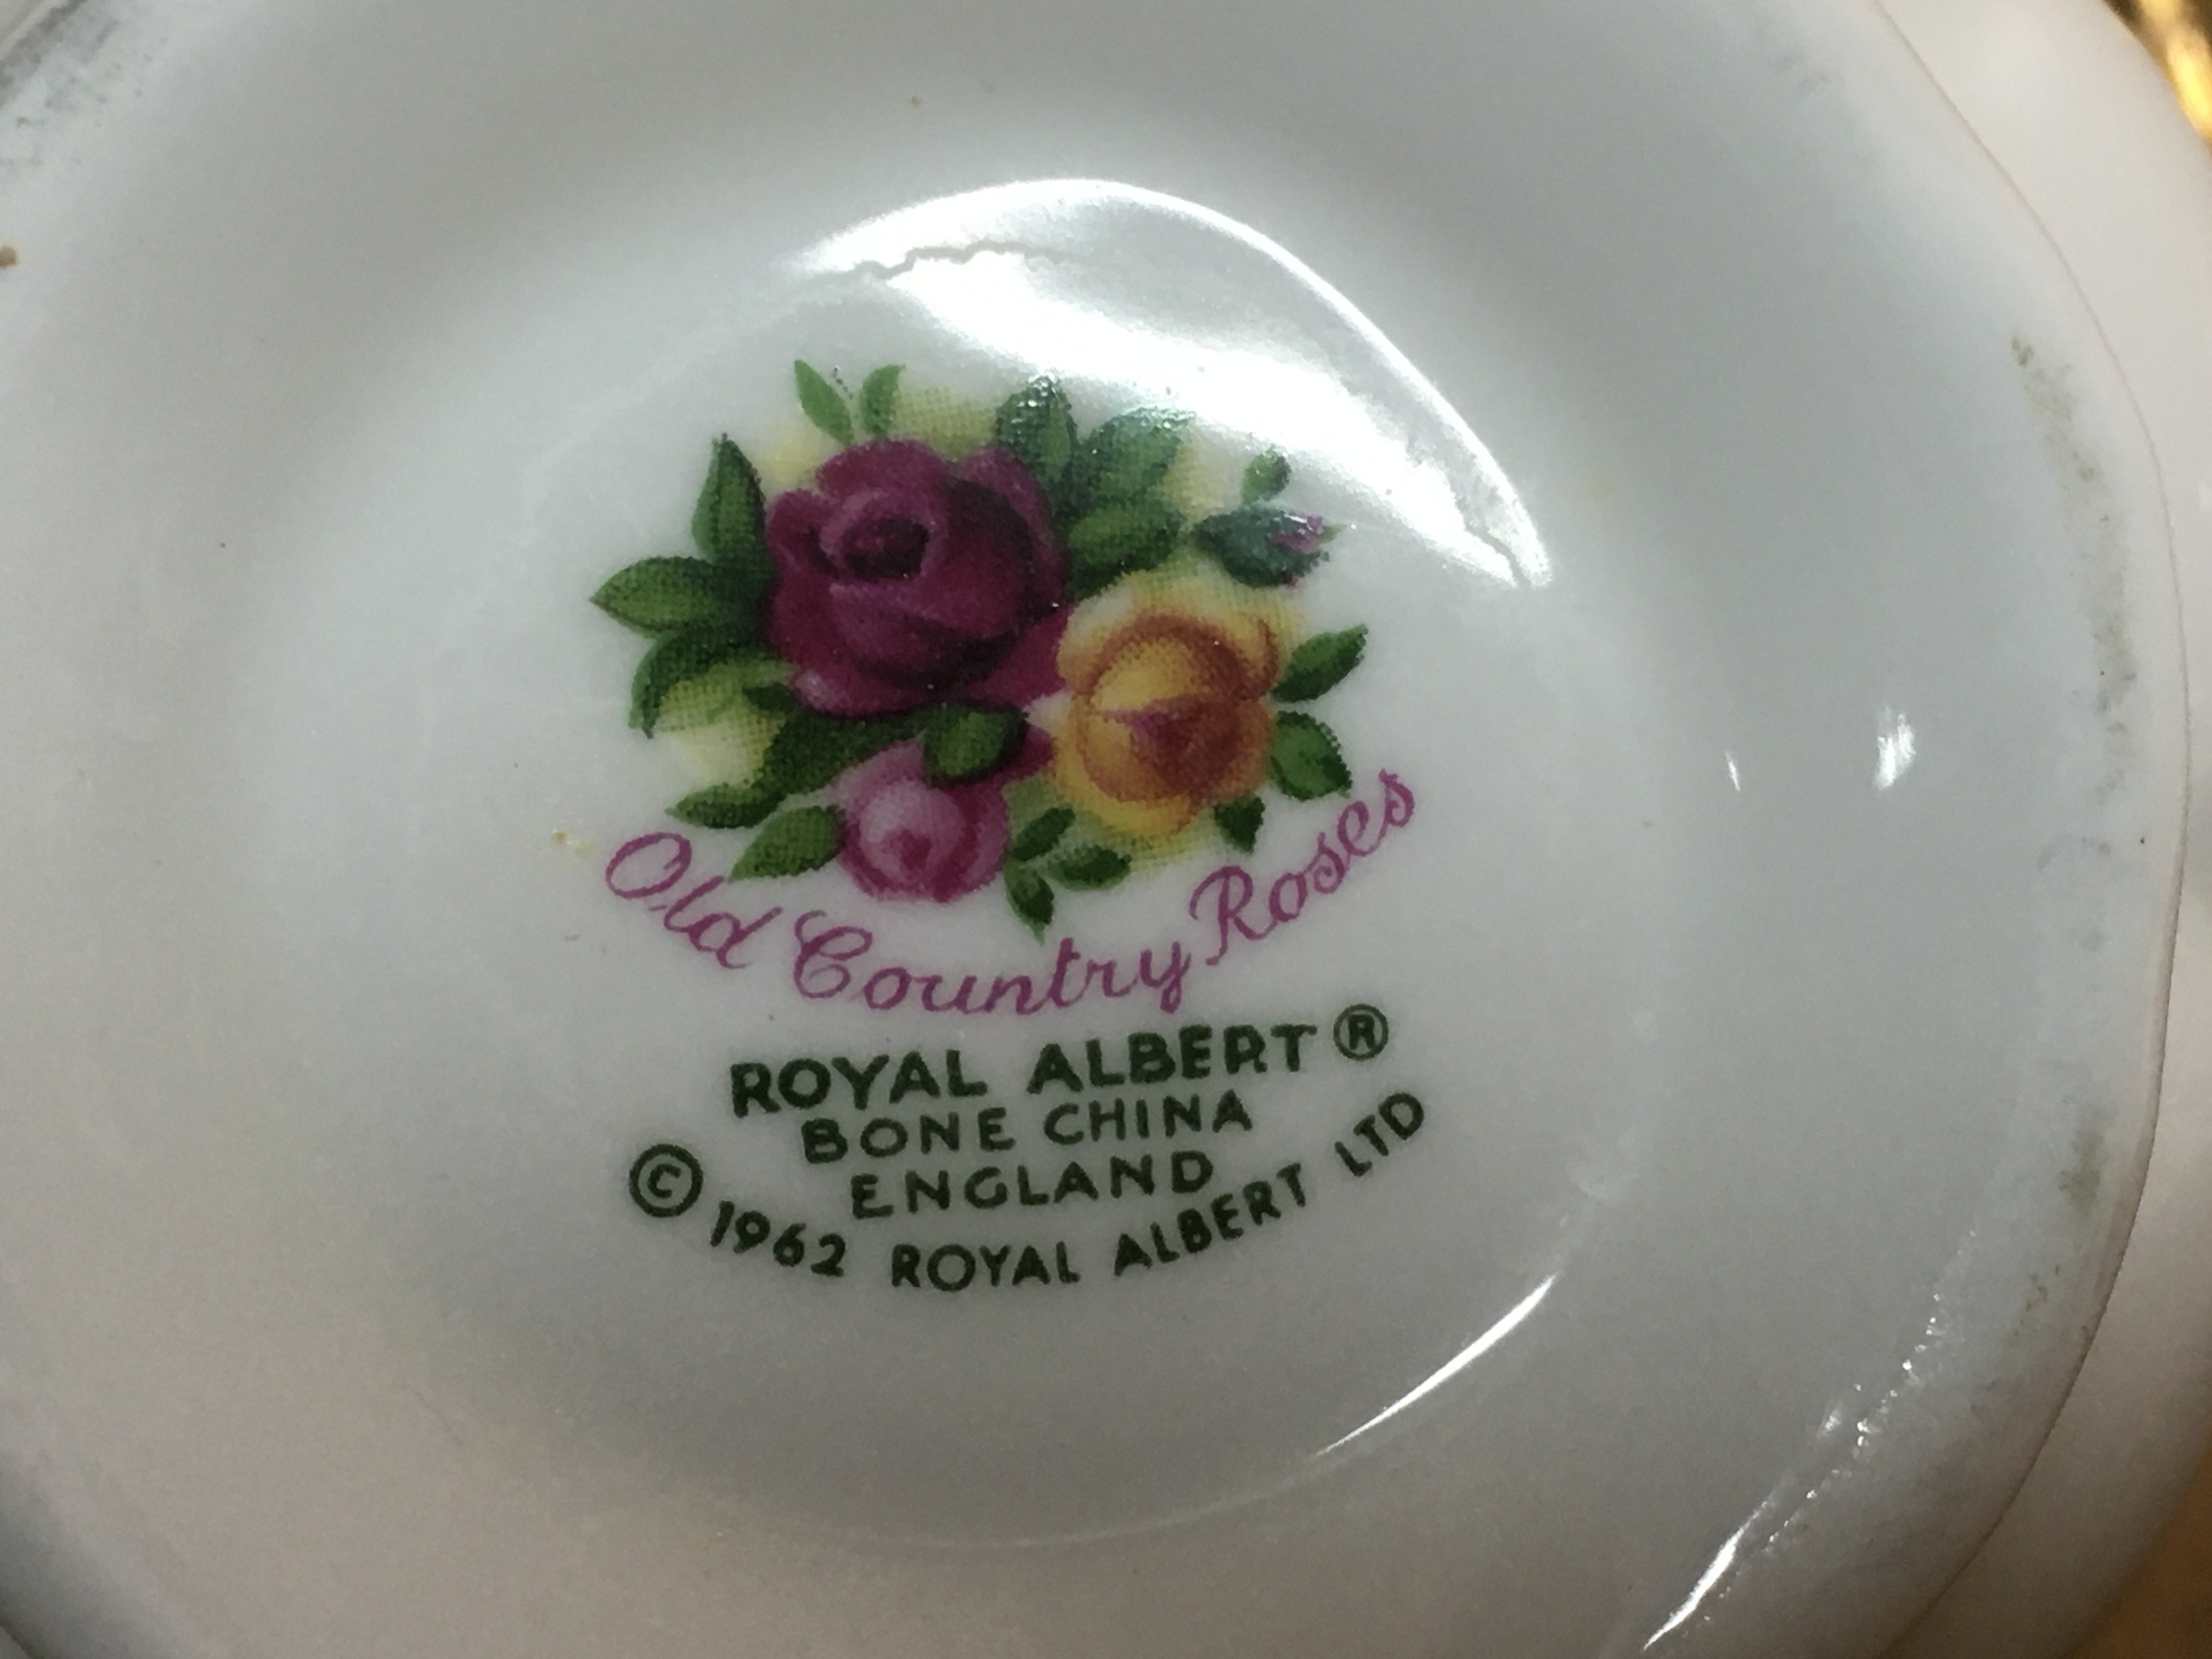 Old Country Roses
ROYAL ALBERT ®
BONE CHINA
ENGLAND
© 1962 ROYAL ALBERT LTD